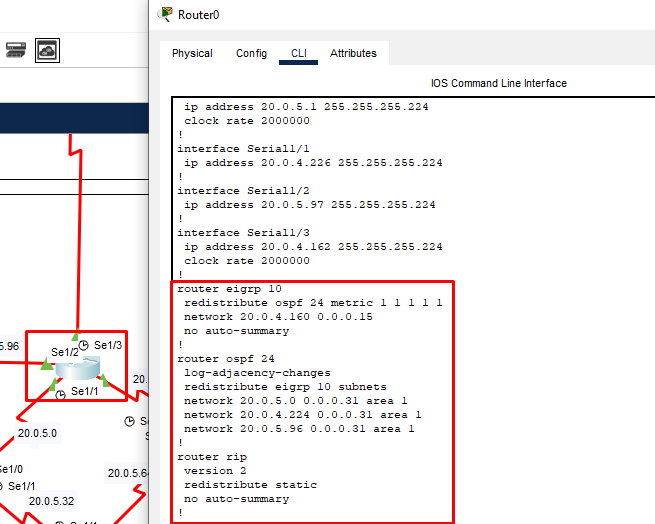 Router0
Physical Config CLI Attributes
IOS Command Line Interface
ip address 20.0.5.1 255.255.255.224
clock rate 2000000
!
interface Serial1/1
ip address 20.0.4.226 255.255.255.224
!
interface Serial1/2
ip address 20.0.5.97 255.255.255.224
!
interface Serial1/3
ip address 20.0.4.162 255.255.255.224
clock rate 2000000
!
router eigrp 10
redistribute ospf 24 metric 1 1 1 1 1
network 20.0.4.160 0.0.0.15
no auto-summary
!
router ospf 24
log-adjacency-changes
redistribute eigrp 10 subnets
network 20.0.5.0 0.0.0.31 area 1
network 20.0.4.224 0.0.0.31 area 1
network 20.0.5.96 0.0.0.31 area 1
!
router rip
version 2
redistribute static
no auto-summary
!
5.96
Se1/2
Se1/3
Se1/1
20.
20.0.5.0
Se1/0
Se1/1
20.0.5.64
20.0.5.32